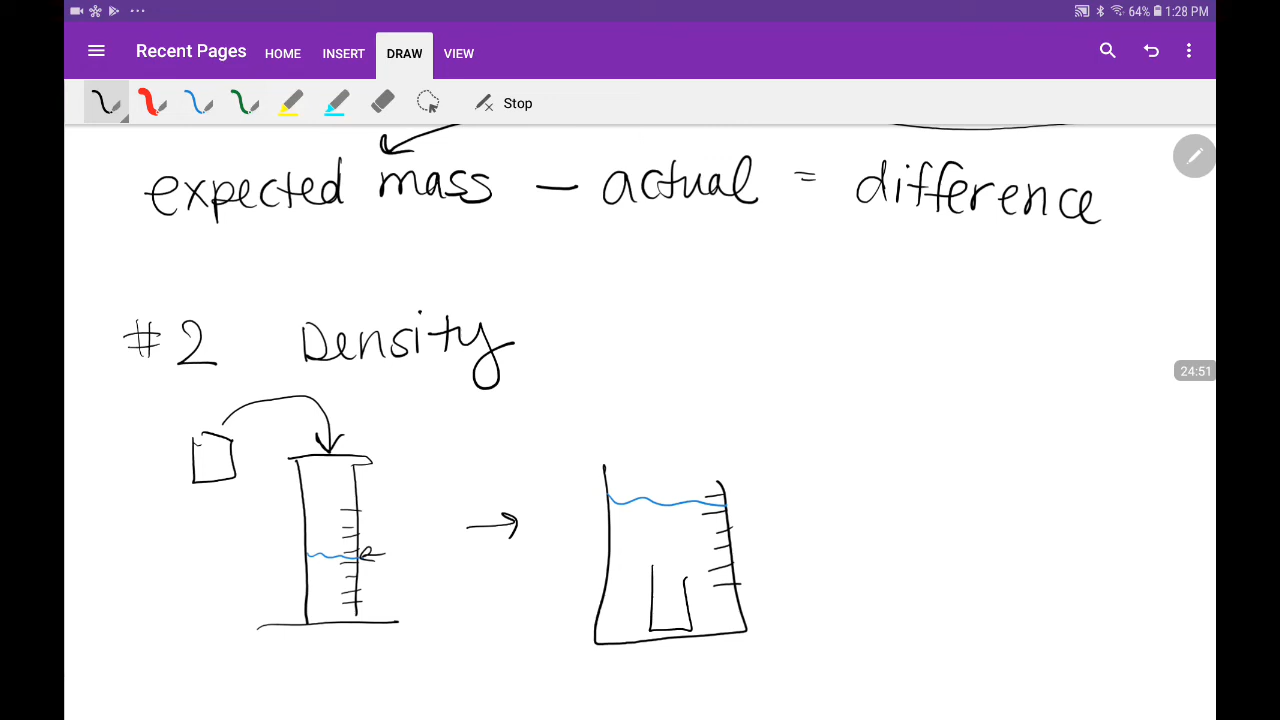 64% 1:28 PM
Recent Pages HOME INSERT DRAW VIEW
Stop
expected mass — actual = difference
#2 Density
24:51